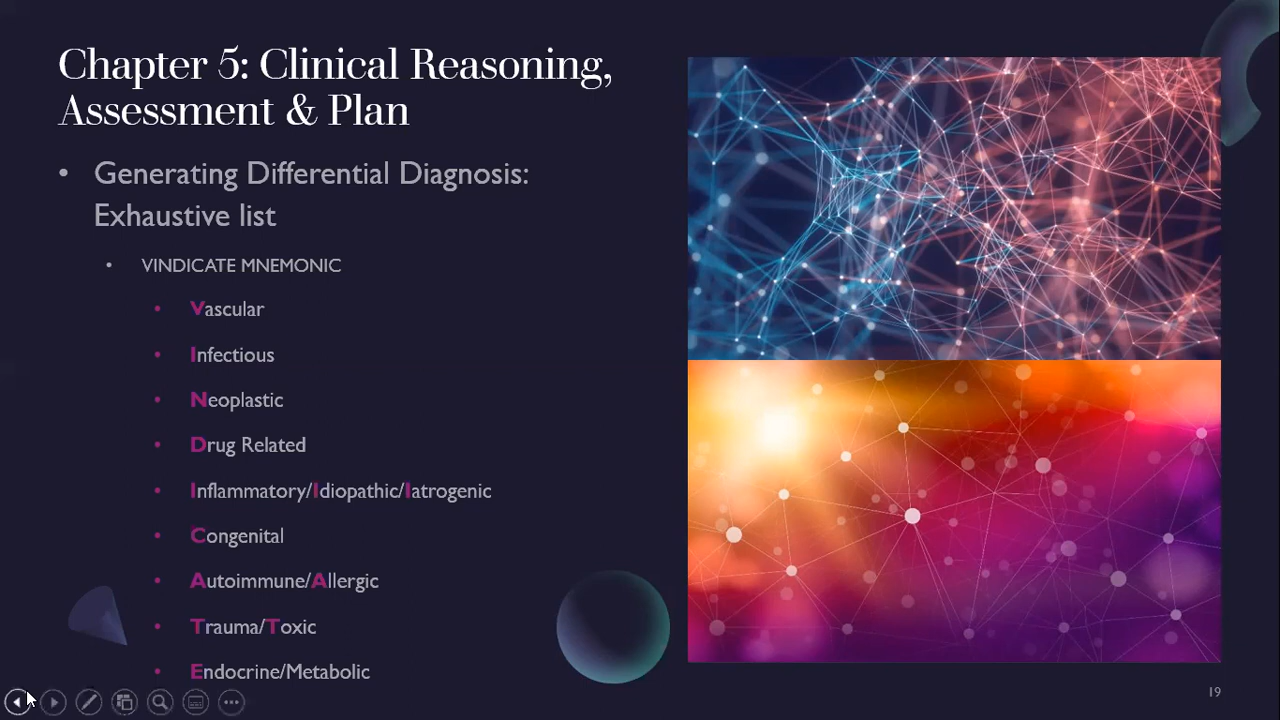 Chapter 5: Clinical Reasoning,
Assessment & Plan
• Generating Differential Diagnosis:
Exhaustive list
• VINDICATE MNEMONIC
• Vascular
• Infectious
• Neoplastic
• Drug Related
• Inflammatory/Idiopathic/Iatrogenic
• Congenital
• Autoimmune/Allergic
• Trauma/Toxic
• Endocrine/Metabolic
19